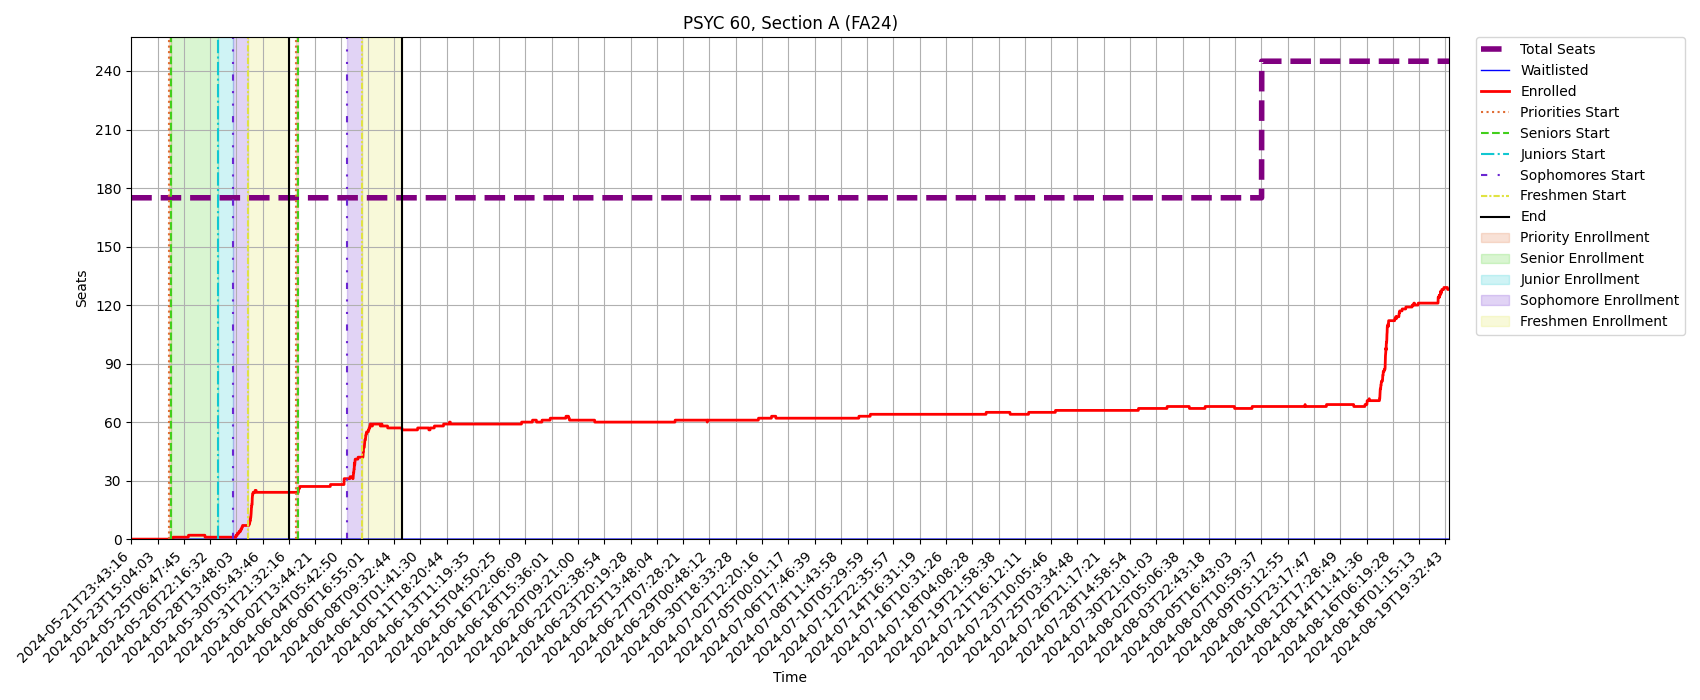 PSYC 60, Section A (FA24)
Total Seats
Waitlisted
Enrolled
Priorities Start
Seniors Start
Juniors Start
Sophomores Start
Freshmen Start
End
Priority Enrollment
Senior Enrollment
Junior Enrollment
Sophomore Enrollment
Freshmen Enrollment
Seats
240
210
180
150
120
90
60
30
0
2024-05-21T23:43:16
2024-05-23T15:04:03
2024-05-25T06:47:45
2024-05-26T22:16:32
2024-05-28T13:48:03
2024-05-30T05:43:46
2024-05-31T21:32:16
2024-06-02T13:44:21
2024-06-04T05:42:50
2024-06-06T16:55:01
2024-06-08T09:32:44
2024-06-10T01:41:30
2024-06-11T18:20:44
2024-06-13T11:19:35
2024-06-15T04:50:25
2024-06-16T22:06:09
2024-06-18T15:36:01
2024-06-20T09:21:00
2024-06-22T02:38:54
2024-06-23T20:19:28
2024-06-25T13:48:04
2024-06-27T07:28:21
2024-06-29T00:48:12
2024-06-30T18:33:28
2024-07-02T12:20:16
2024-07-05T00:01:17
2024-07-06T17:46:39
2024-07-08T11:43:58
2024-07-10T05:29:59
2024-07-12T22:35:57
2024-07-14T16:31:19
2024-07-16T10:31:26
2024-07-18T04:08:28
2024-07-19T21:58:38
2024-07-21T16:12:11
2024-07-23T10:05:46
2024-07-25T03:34:48
2024-07-26T21:17:21
2024-07-28T14:58:54
2024-07-30T21:01:03
2024-08-02T05:06:38
2024-08-03T22:43:18
2024-08-05T16:43:03
2024-08-07T10:59:37
2024-08-09T05:12:55
2024-08-10T23:17:47
2024-08-12T17:28:49
2024-08-14T11:41:36
2024-08-16T06:19:28
2024-08-18T01:15:13
2024-08-19T19:32:43
Time